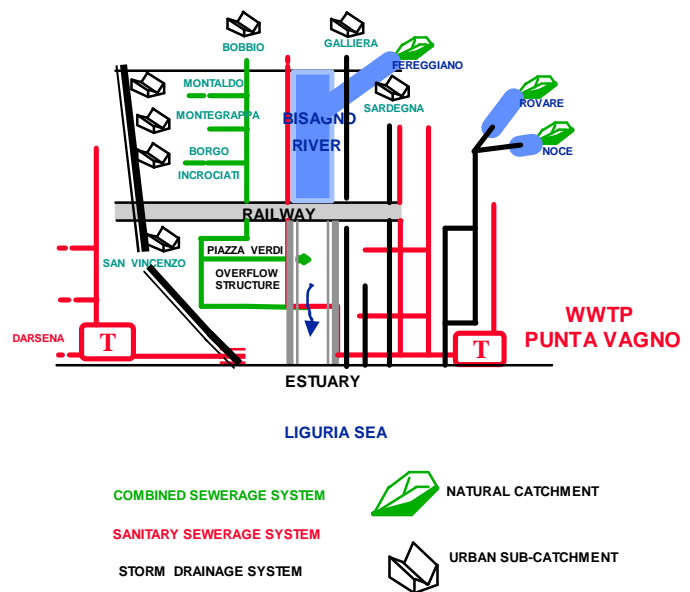 BOBBIO
GALLIERA
FEREGGIANO
MONTALDO
SARDEGNA
ROVARE
MONTEGRAPPA
BISAGNO
RIVER
BORGO
INCROCIATI
NOCE
RAILWAY
PIAZZA VERDI
OVERFLOW
STRUCTURE
SAN VINCENZO
DARSENA
T
T
WWTP
PUNTA VAGNO
ESTUARY
LIGURIA SEA
COMBINED SEWERAGE SYSTEM
NATURAL CATCHMENT
SANITARY SEWERAGE SYSTEM
STORM DRAINAGE SYSTEM
URBAN SUB-CATCHMENT